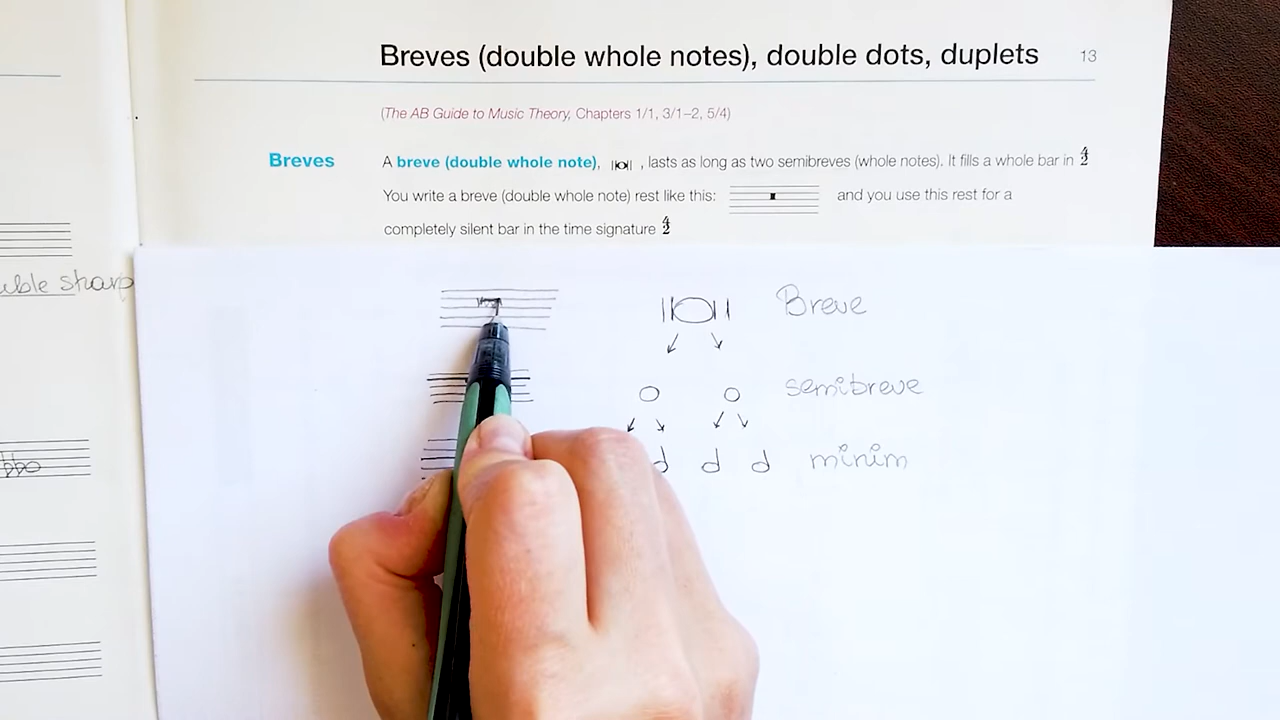 Breves (double whole notes), double dots, duplets 13
(The AB Guide to Music Theory, Chapters 1/1, 3/1–2, 5/4)
Breves
A breve (double whole note), , lasts as long as two semibreves (whole notes). It fills a whole bar in 4/2
You write a breve (double whole note) rest like this: and you use this rest for a
completely silent bar in the time signature 4/2
uble sharp
Breve
semibreve
minim